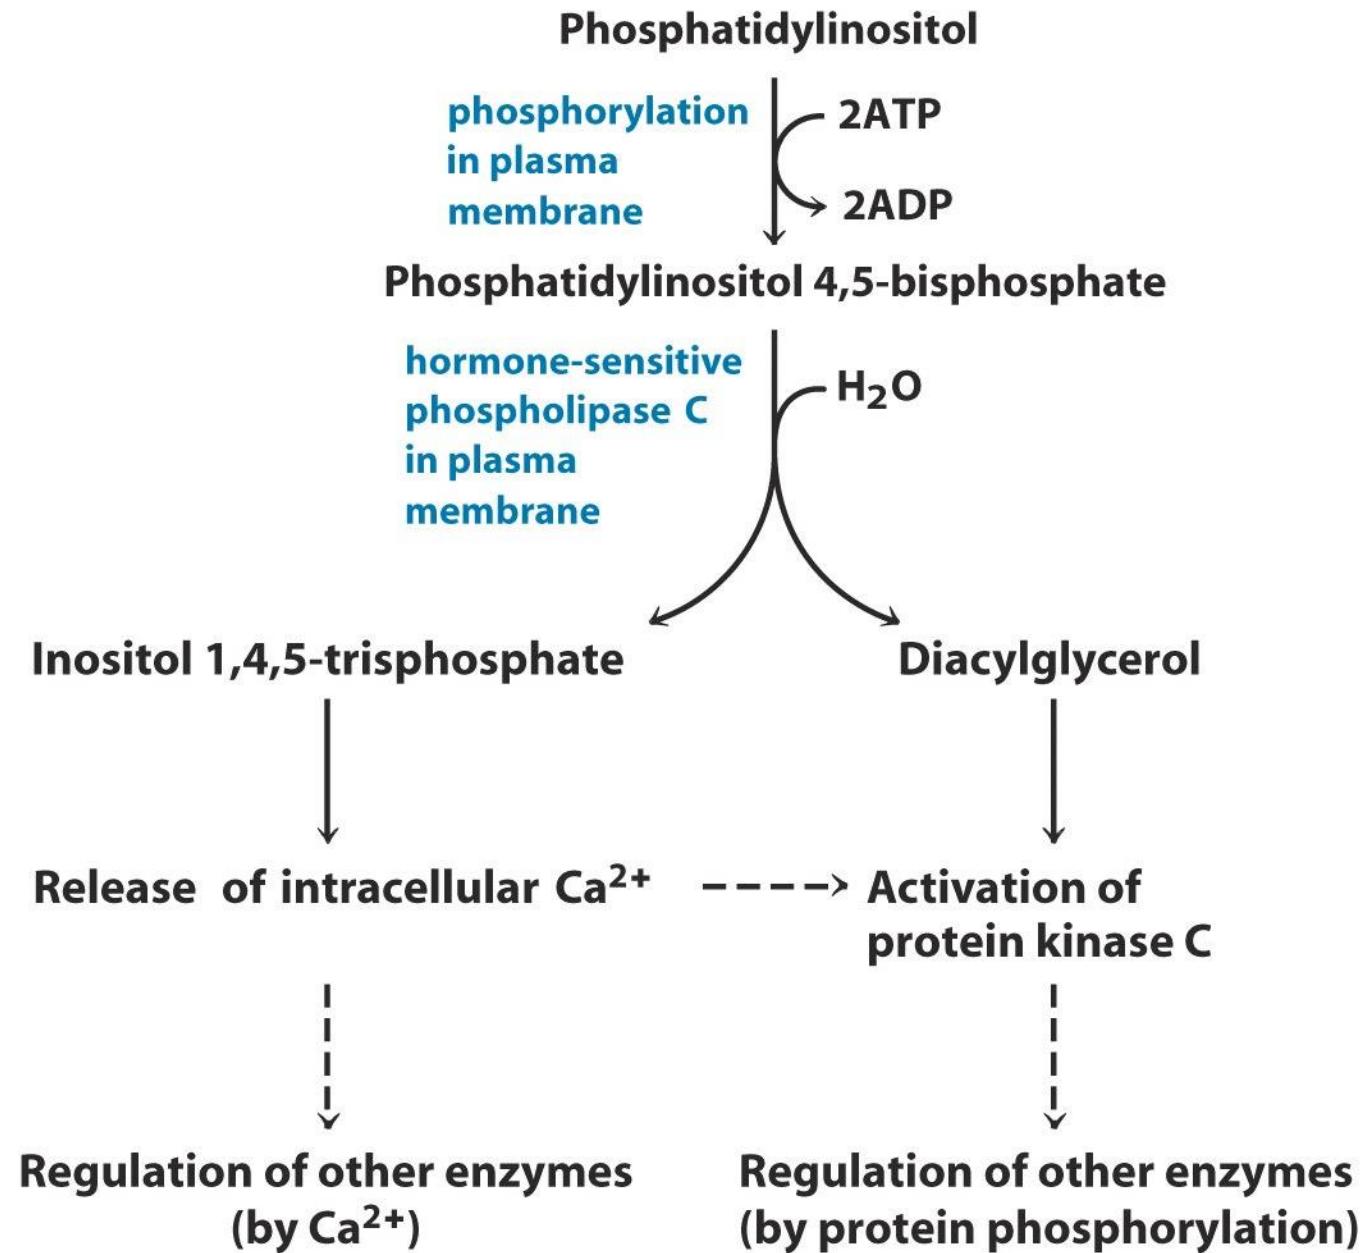 Phosphatidylinositol
phosphorylation
in plasma
membrane
2ATP
2ADP
Phosphatidylinositol 4,5-bisphosphate
hormone-sensitive
phospholipase C
in plasma
membrane
H₂O
Inositol 1,4,5-trisphosphate
Diacylglycerol
Release of intracellular Ca²⁺
Activation of
protein kinase C
Regulation of other enzymes
(by Ca²⁺)
Regulation of other enzymes
(by protein phosphorylation)